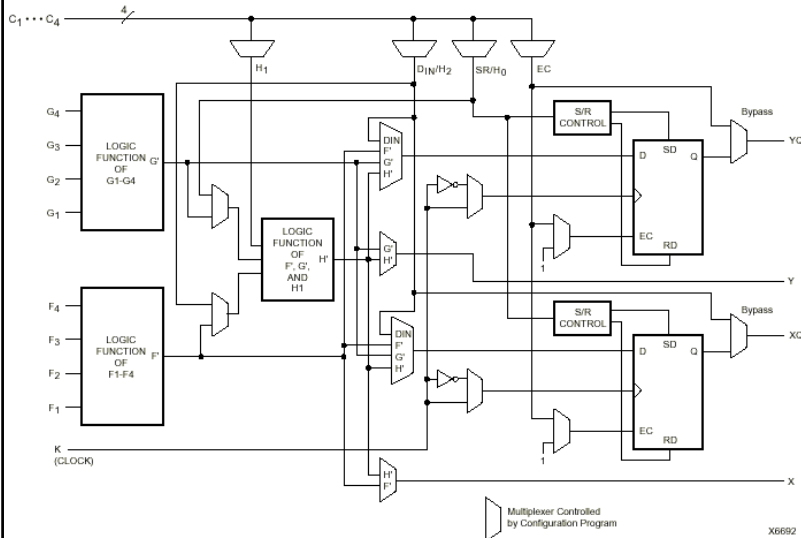 C1 ••• C4
4
H1
DIN/H2
SR/H0
EC
G4
G3
G2
G1
LOGIC
FUNCTION
OF
G1-G4
G'
DIN
F'
G'
H'
S/R
CONTROL
Bypass
D
SD
Q
YQ
EC
RD
1
LOGIC
FUNCTION
OF
F', G',
AND
H1
H'
G'
H'
Y
F4
F3
F2
F1
LOGIC
FUNCTION
OF
F1-F4
F'
DIN
F'
G'
H'
S/R
CONTROL
Bypass
D
SD
Q
XQ
EC
RD
1
K
(CLOCK)
H'
F'
X
Multiplexer Controlled
by Configuration Program
X6692